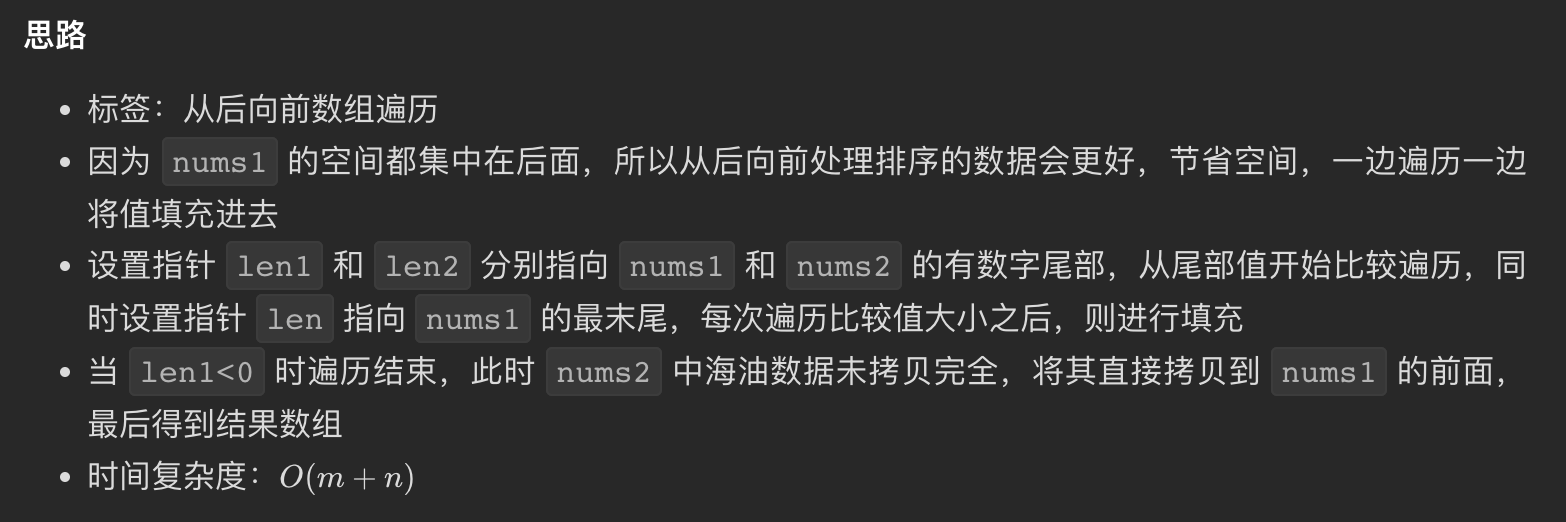 思路
• 标签：从后向前数组遍历
• 因为 nums1 的空间都集中在后面，所以从后向前处理排序的数据会更好，节省空间，一边遍历一边
将值填充进去
• 设置指针 len1 和 len2 分别指向 nums1 和 nums2 的有数字尾部，从尾部值开始比较遍历，同
时设置指针 len 指向 nums1 的最末尾，每次遍历比较值大小之后，则进行填充
• 当 len1<0 时遍历结束，此时 nums2 中海油数据未拷贝完全，将其直接拷贝到 nums1 的前面，
最后得到结果数组
• 时间复杂度：O(m + n)